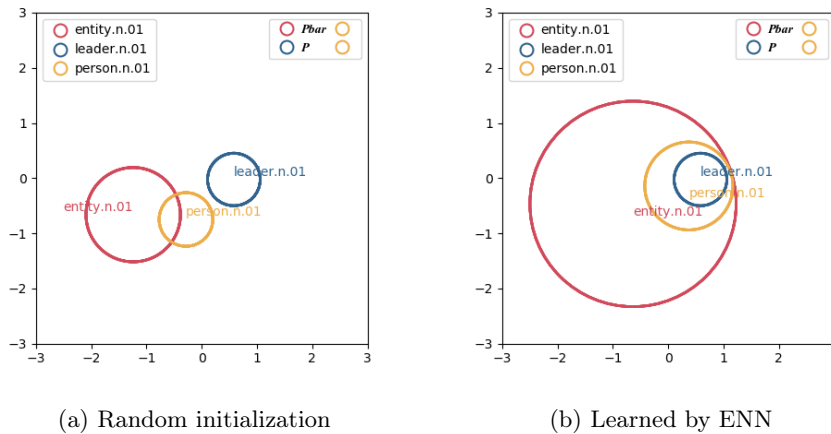 3
2
1
0
−1
−2
−3
−3
−2
−1
0
1
2
3
entity.n.01
leader.n.01
person.n.01
Pbar
P
leader.n.01
entity.n.01
person.n.01
(a) Random initialization
3
2
1
0
−1
−2
−3
−3
−2
−1
0
1
2
entity.n.01
leader.n.01
person.n.01
Pbar
P
leader.n.01
person.n.01
entity.n.01
(b) Learned by ENN